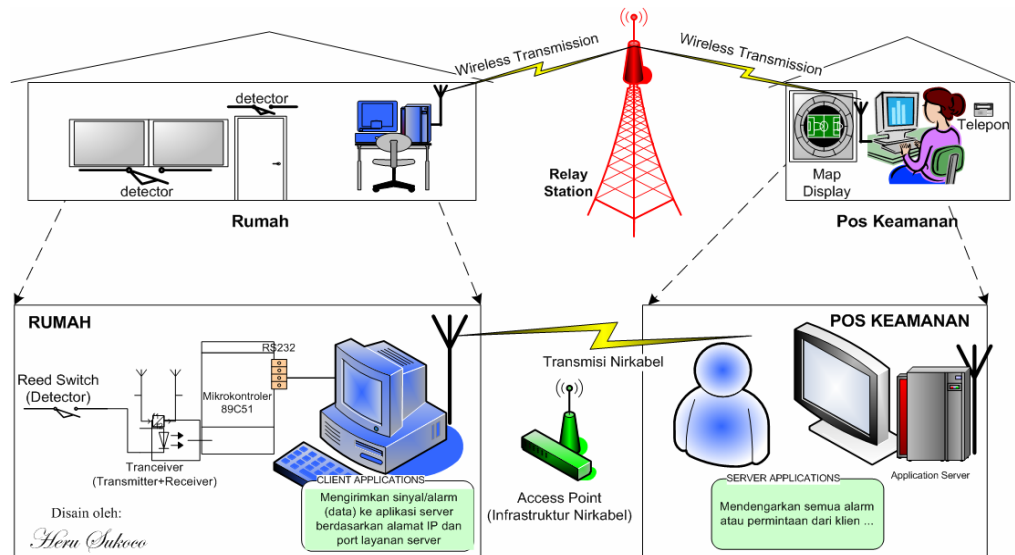 Wireless Transmission
Wireless Transmission
detector
detector
Rumah
Relay
Station
Map
Display
Telepon
Pos Keamanan
RUMAH
RS232
Mikrokontroler
89C51
Reed Switch
(Detector)
Tranceiver
(Transmitter+Receiver)
Disain oleh:
Heru Sukoco
CLIENT APPLICATIONS
Mengirimkan sinyal/alarm
(data) ke aplikasi server
berdasarkan alamat IP dan
port layanan server
Transmisi Nirkabel
Access Point
(Infrastruktur Nirkabel)
POS KEAMANAN
Application Server
SERVER APPLICATIONS
Mendengarkan semua alarm
atau permintaan dari klien ...